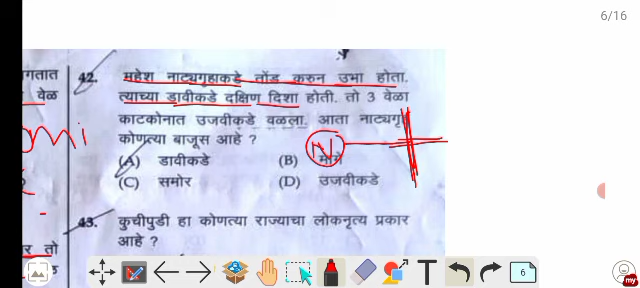 6/16
गतात
42. महेश नाट्यगृहाकडे तोंड करुन उभा होता.
वेळ त्याच्या डावीकडे दक्षिण दिशा होती. तो 3 वेळा
काटकोनात उजवीकडे वळला. आता नाट्यगृ
कोणत्या बाजूस आहे ?
(A) डावीकडे (B) मागे
(C) समोर (D) उजवीकडे
N
43. कुचीपुडी हा कोणत्या राज्याचा लोकनृत्य प्रकार
र तो आहे ?
T
6
my